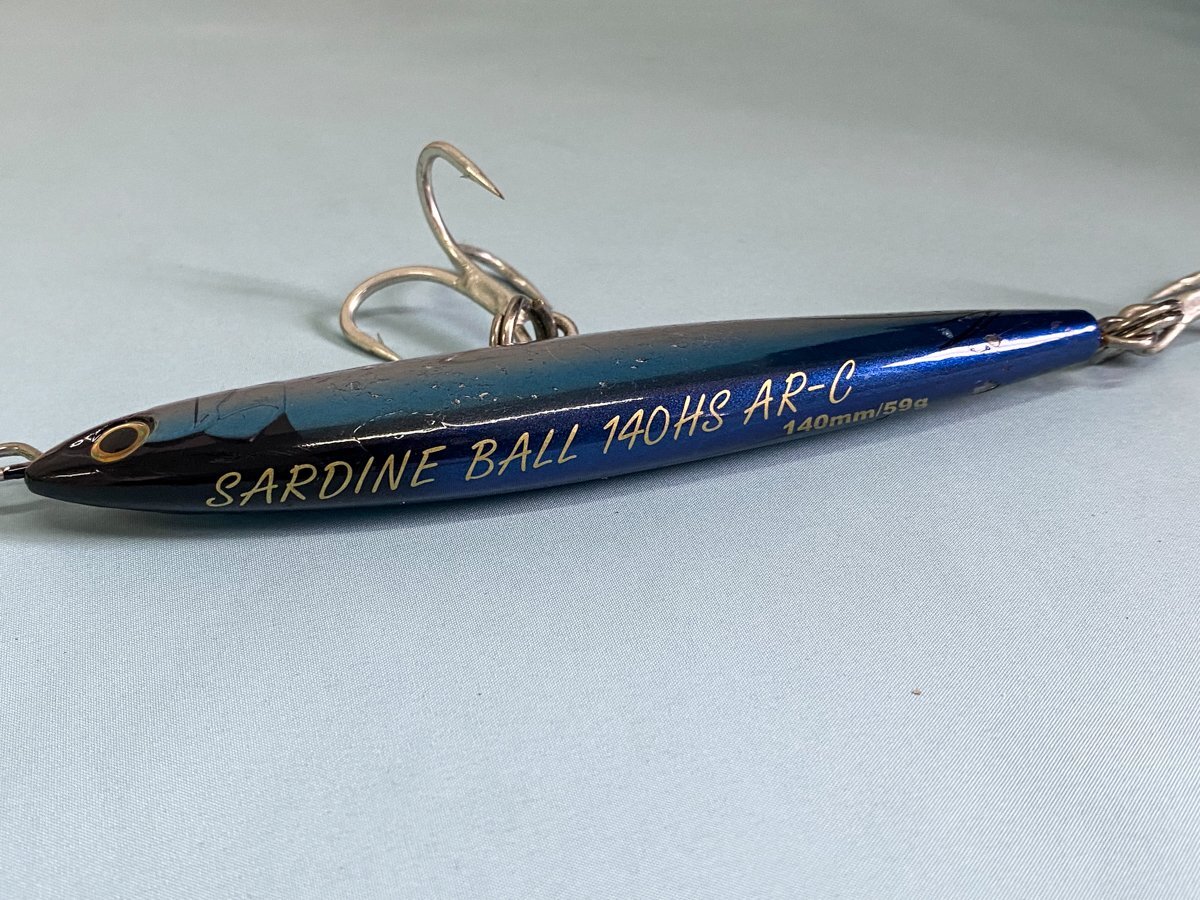 SARDINE BALL 140HS AR-C
140mm/59g